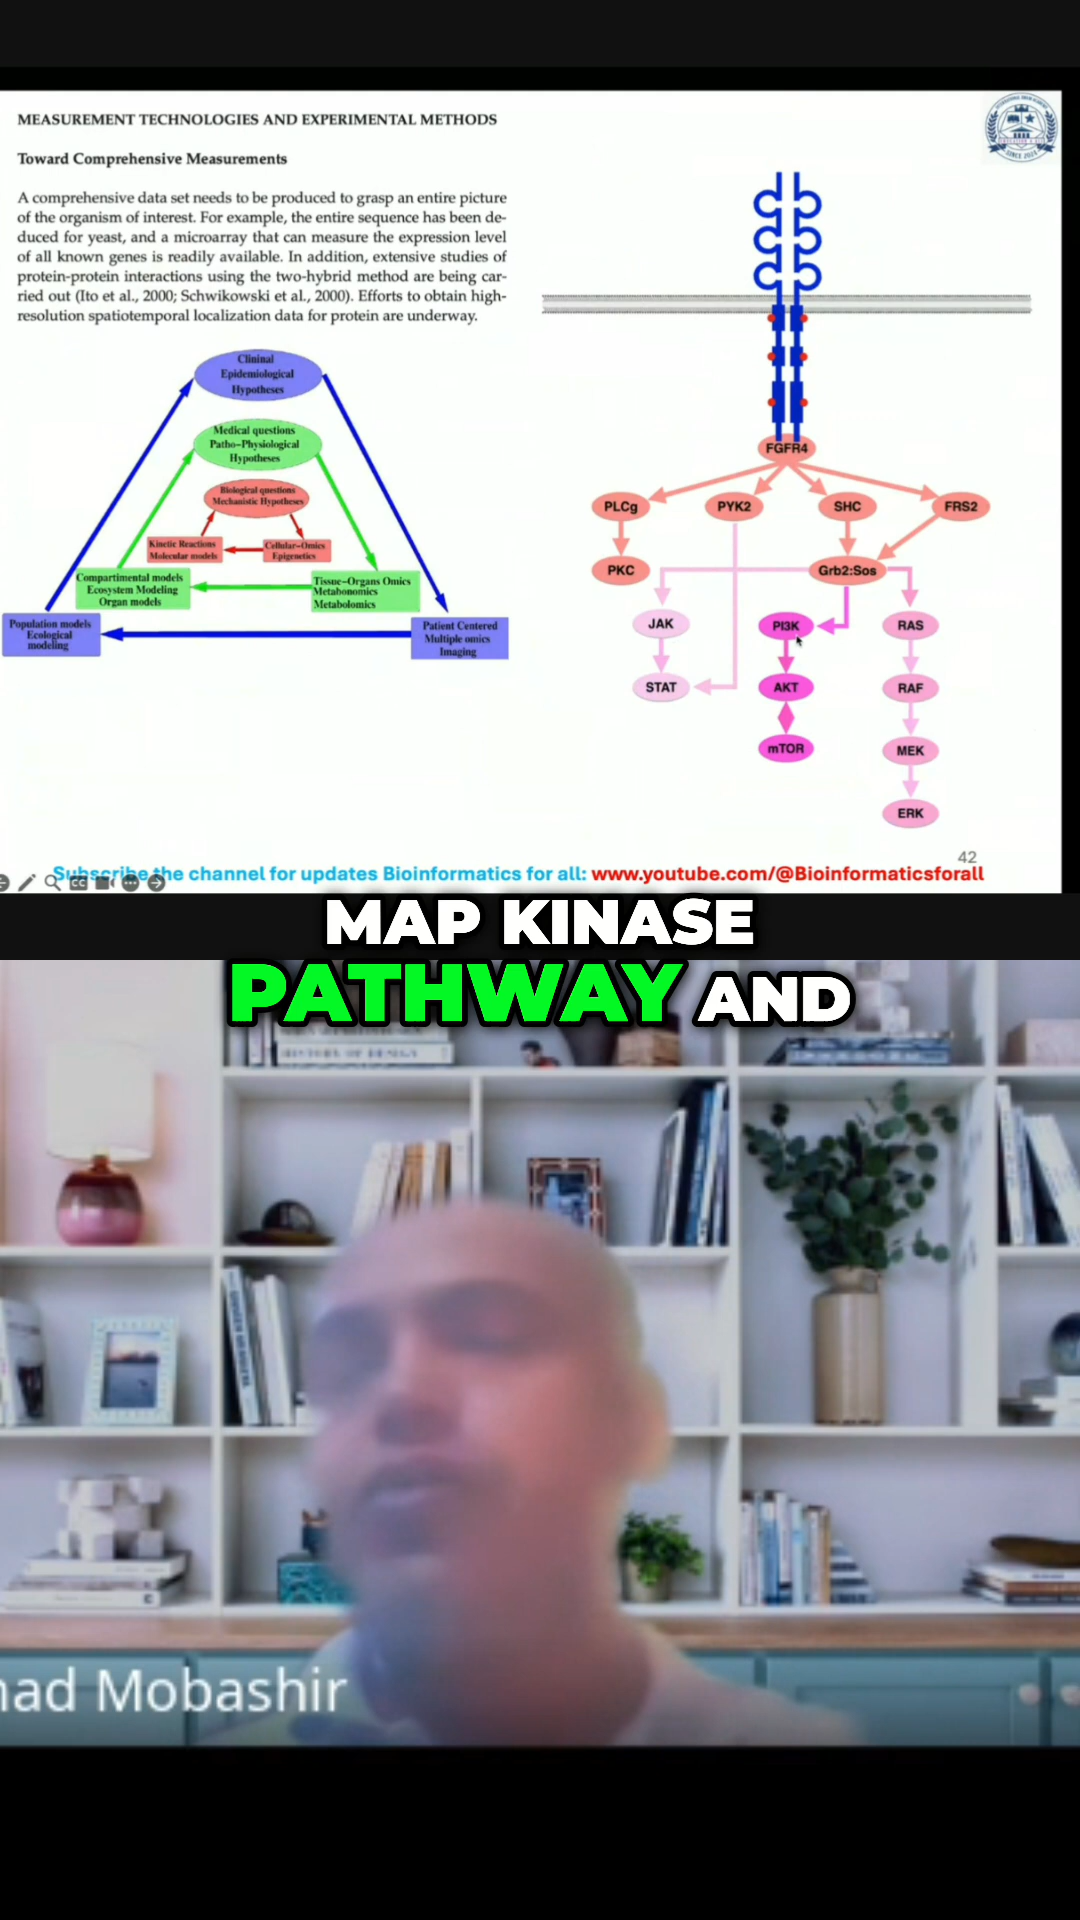 MEASUREMENT TECHNOLOGIES AND EXPERIMENTAL METHODS
Toward Comprehensive Measurements
A comprehensive data set needs to be produced to grasp an entire picture
of the organism of interest. For example, the entire sequence has been de-
duced for yeast, and a microarray that can measure the expression level
of all known genes is readily available. In addition, extensive studies of
protein-protein interactions using the two-hybrid method are being car-
ried out (Ito et al., 2000; Schwikowski et al., 2000). Efforts to obtain high-
resolution spatiotemporal localization data for protein are underway.
Clininal
Epidemiological
Hypotheses
Medical questions
Patho-Physiological
Hypotheses
Biological questions
Mechanistic Hypotheses
Kinetic Reactions
Molecular models
Cellular-Omics
Epigenetics
Compartimental models
Ecosystem Modeling
Organ models
Tissue-Organs Omics
Metabonomics
Metabolomics
Population models
Ecological
modeling
Patient Centered
Multiple omics
Imaging
SINCE 2023
FGFR4
PLCg
PYK2
SHC
FRS2
PKC
Grb2:Sos
JAK
PI3K
RAS
STAT
AKT
RAF
mTOR
MEK
ERK
42
Subscribe the channel for updates Bioinformatics for all: www.youtube.com/@Bioinformaticsforall
CC
MAP KINASE
PATHWAY AND
HISTORY OF DESIGN
ad Mobashir